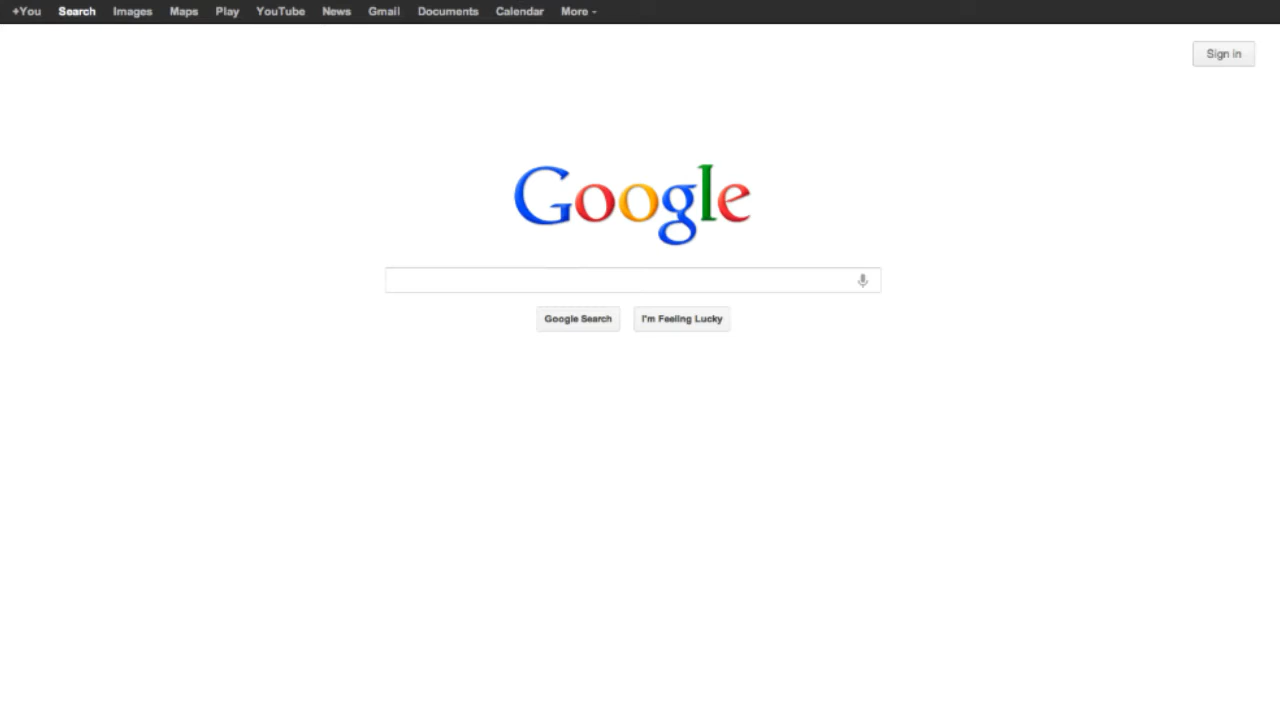 +You Search Images Maps Play YouTube News Gmail Documents Calendar More
Sign in
Google
Google Search I'm Feeling Lucky